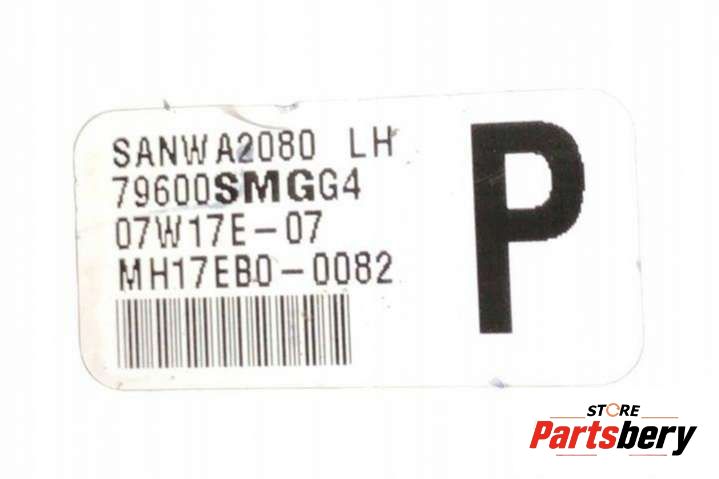 SANWA2080 LH
79600SMGG4
07W17E-07
MH17EB0-0082
P
STORE
Partsbery